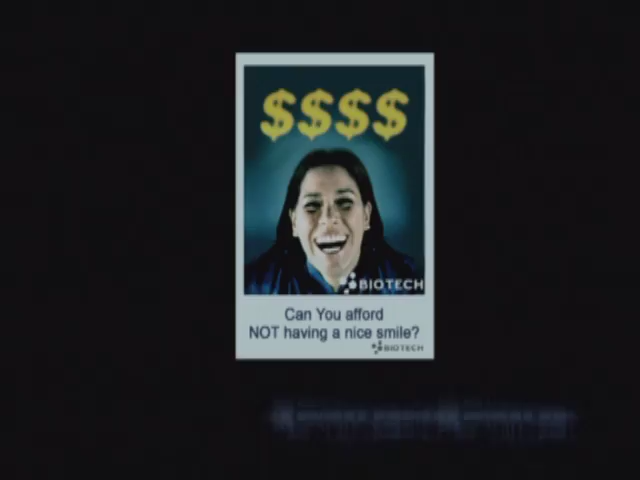 $$$$
BIOTECH
Can You afford
NOT having a nice smile?
BIOTECH